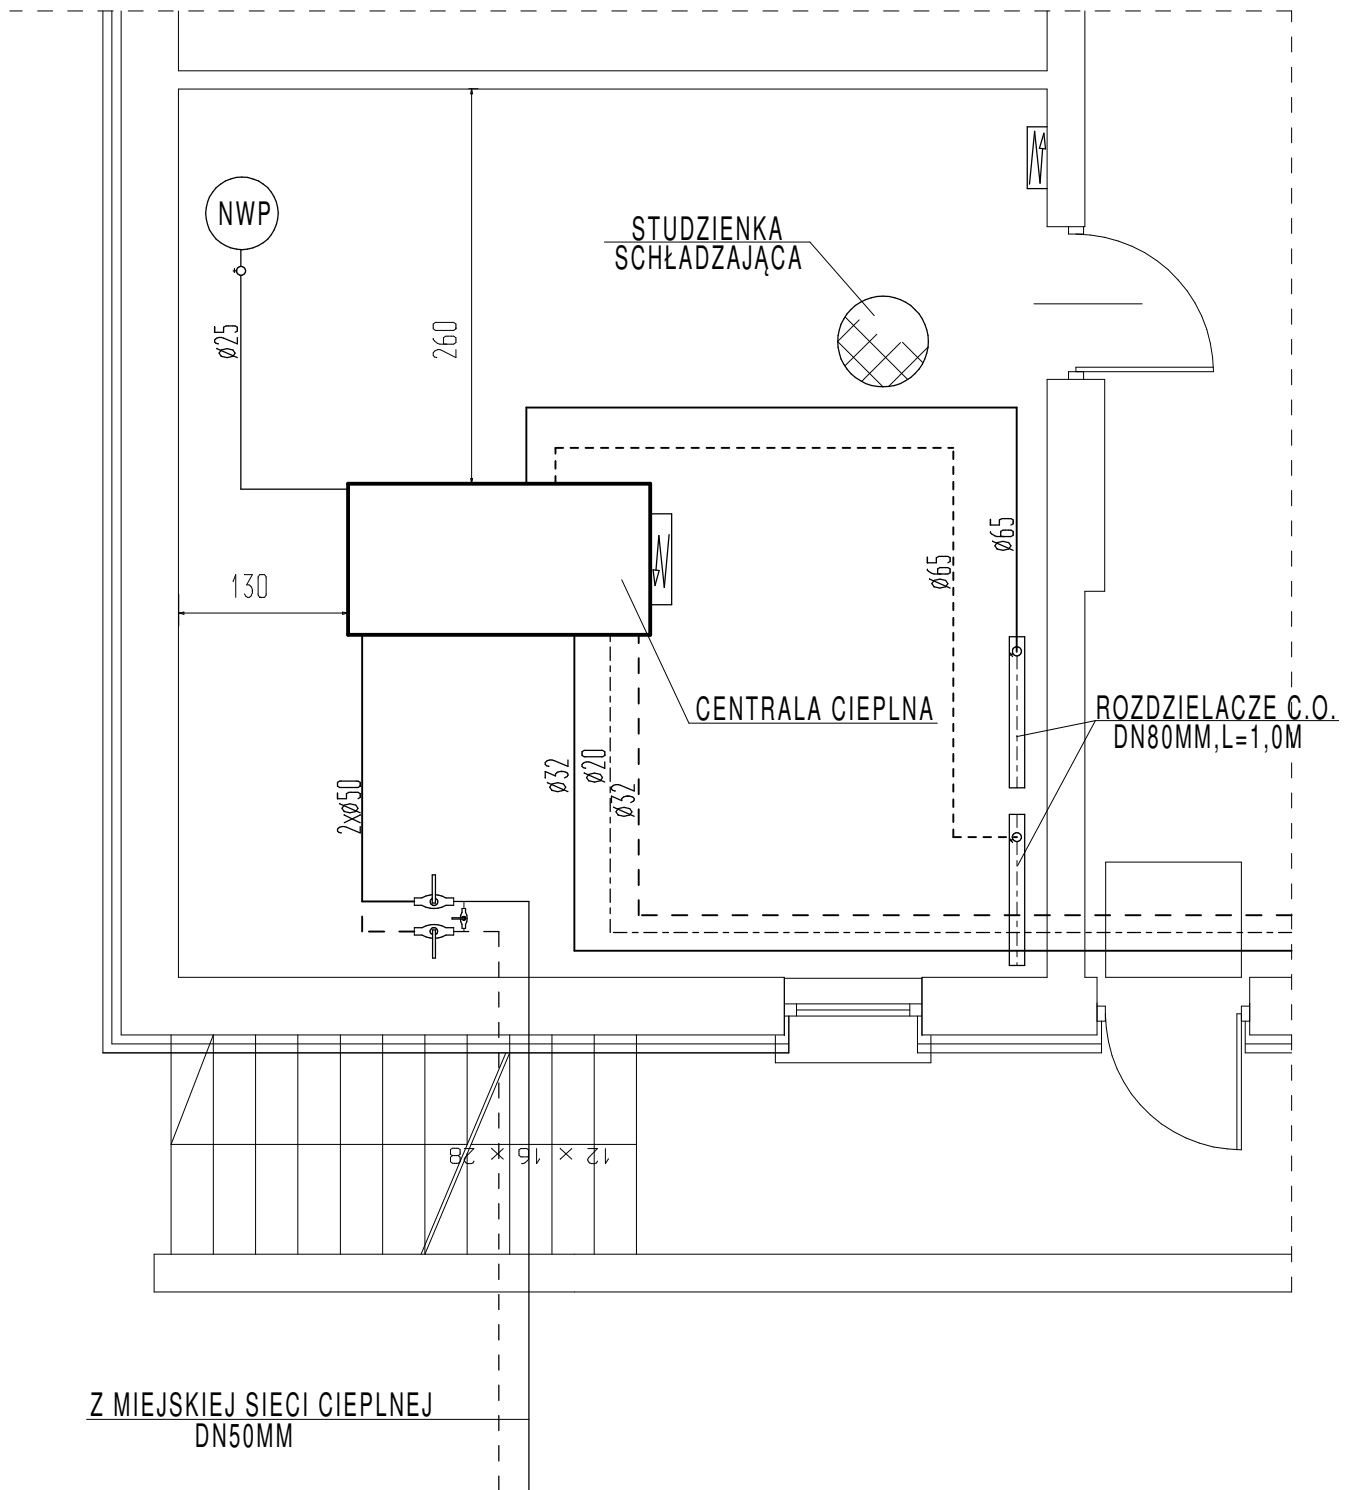 NWP
STUDZIENKA
SCHŁADZAJĄCA
ø25
260
ø65
ø65
130
CENTRALA CIEPLNA
ROZDZIELACZE C.O.
DN80MM,L=1,0M
2xø50
ø32
ø20
ø32
12 x 16 x 28
Z MIEJSKIEJ SIECI CIEPLNEJ
DN50MM